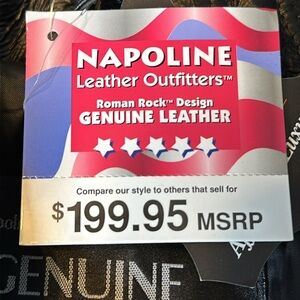 NAPOLINE
Leather Outfitters™
Roman Rock™ Design
GENUINE LEATHER
Compare our style to others that sell for
$199.95 MSRP
GENUINE